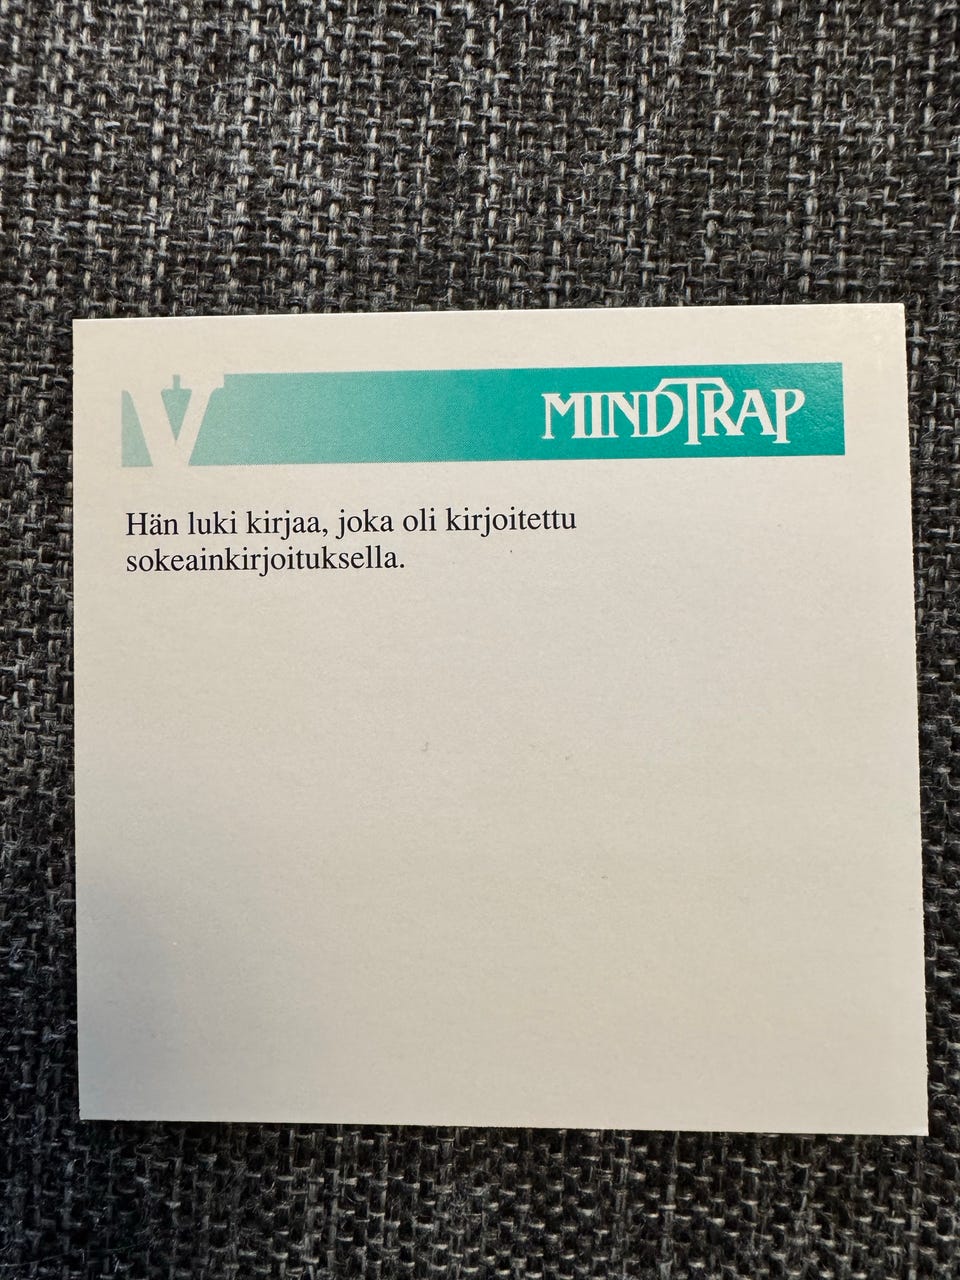 V MINDTRAP
Hän luki kirjaa, joka oli kirjoitettu
sokeainkirjoituksella.